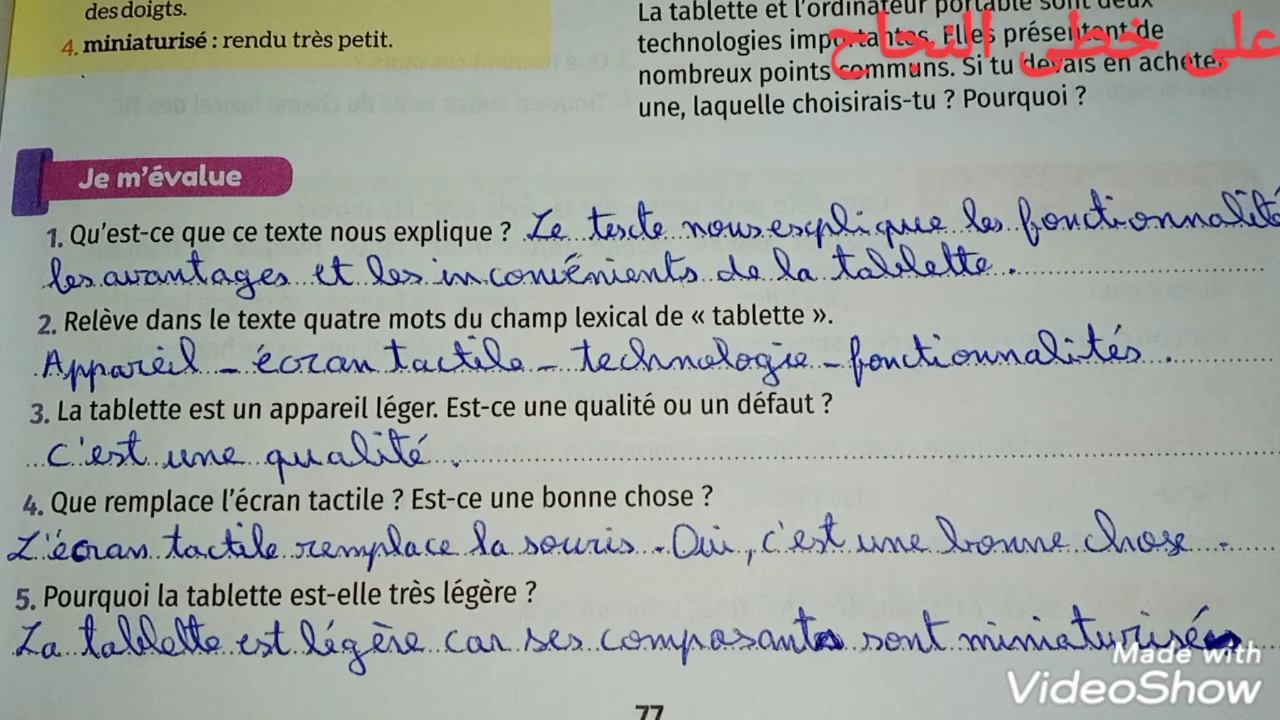 des doigts.
4. miniaturisé : rendu très petit.
La tablette et l'ordinateur portable sont deux
technologies importantes. Elles présentent de
nombreux points communs. Si tu devais en acheter
une, laquelle choisirais-tu ? Pourquoi ?
على خطى النجاح
Je m'évalue
1. Qu'est-ce que ce texte nous explique ? Le texte nous explique les fonctionnalité
les avantages et les inconvénients de la tablette.
2. Relève dans le texte quatre mots du champ lexical de « tablette ».
Appareil - écran tactile - technologie - fonctionnalités.
3. La tablette est un appareil léger. Est-ce une qualité ou un défaut ?
C'est une qualité.
4. Que remplace l'écran tactile ? Est-ce une bonne chose ?
L'écran tactile remplace la souris. Oui, c'est une bonne chose.
5. Pourquoi la tablette est-elle très légère ?
La tablette est légère car ses composants sont miniaturisés
Made with
VideoShow
77